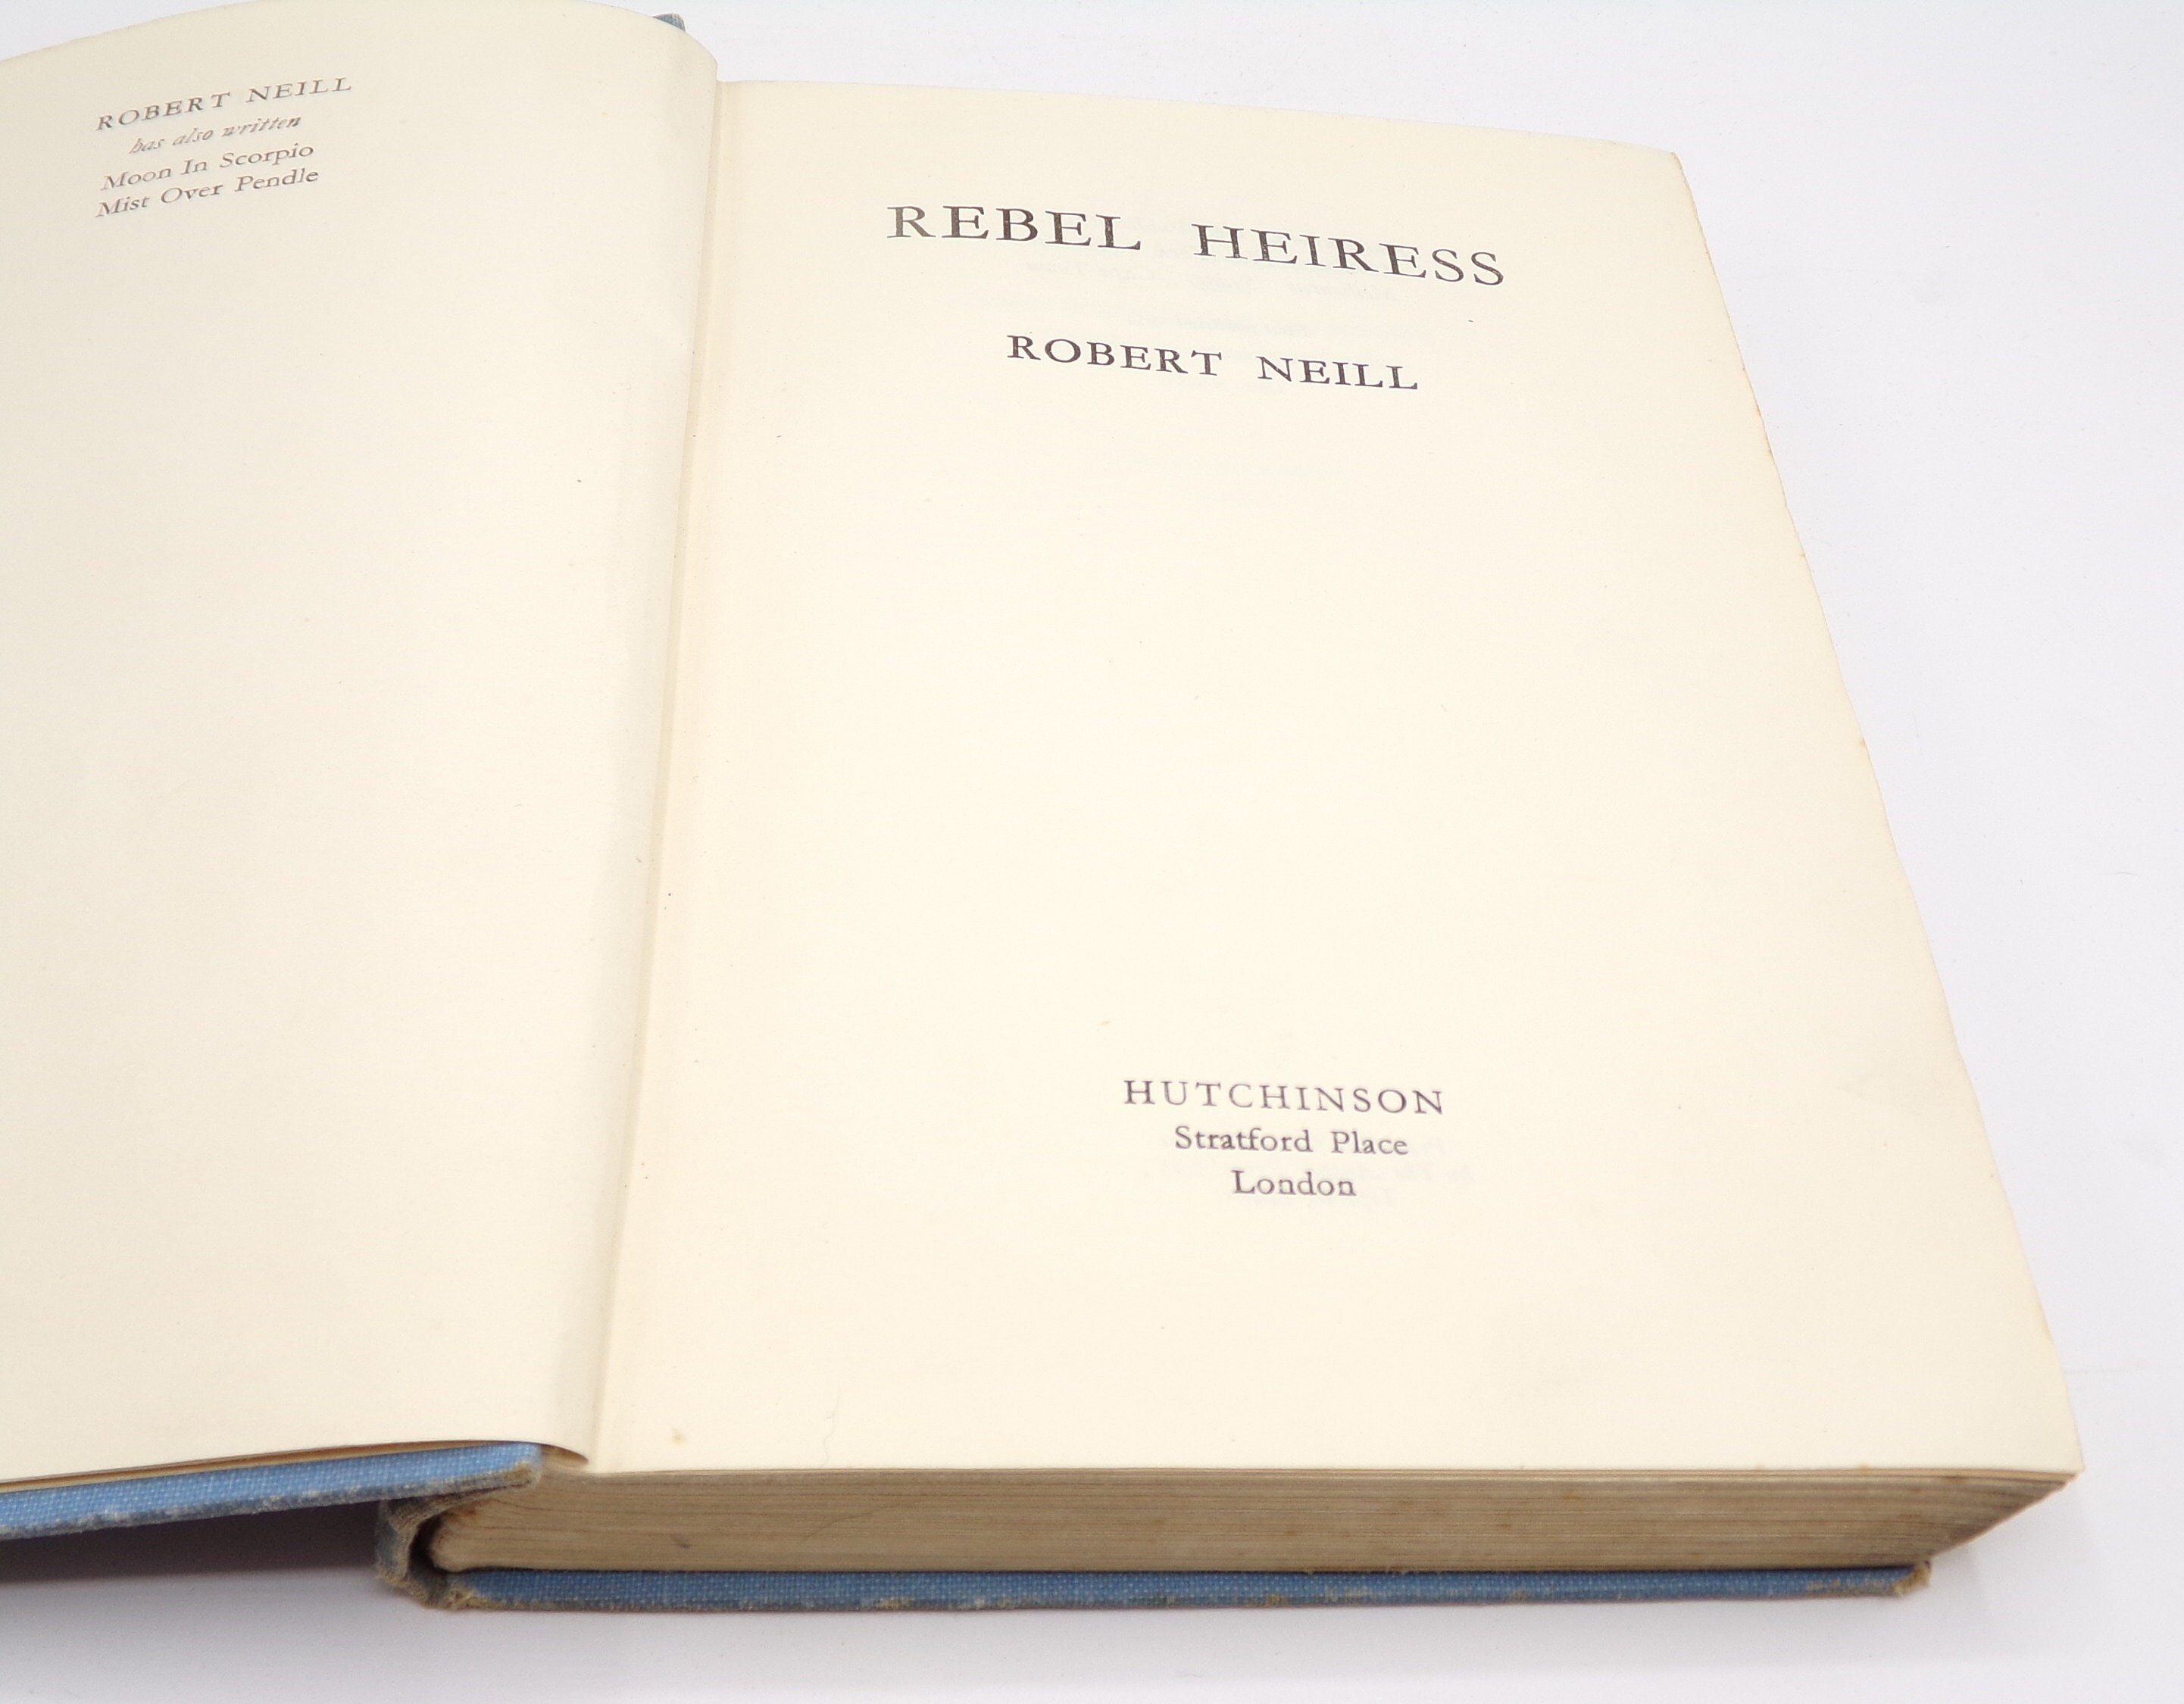 ROBERT NEILL
has also written
Moon In Scorpio
Mist Over Pendle
REBEL HEIRESS
ROBERT NEILL
HUTCHINSON
Stratford Place
London